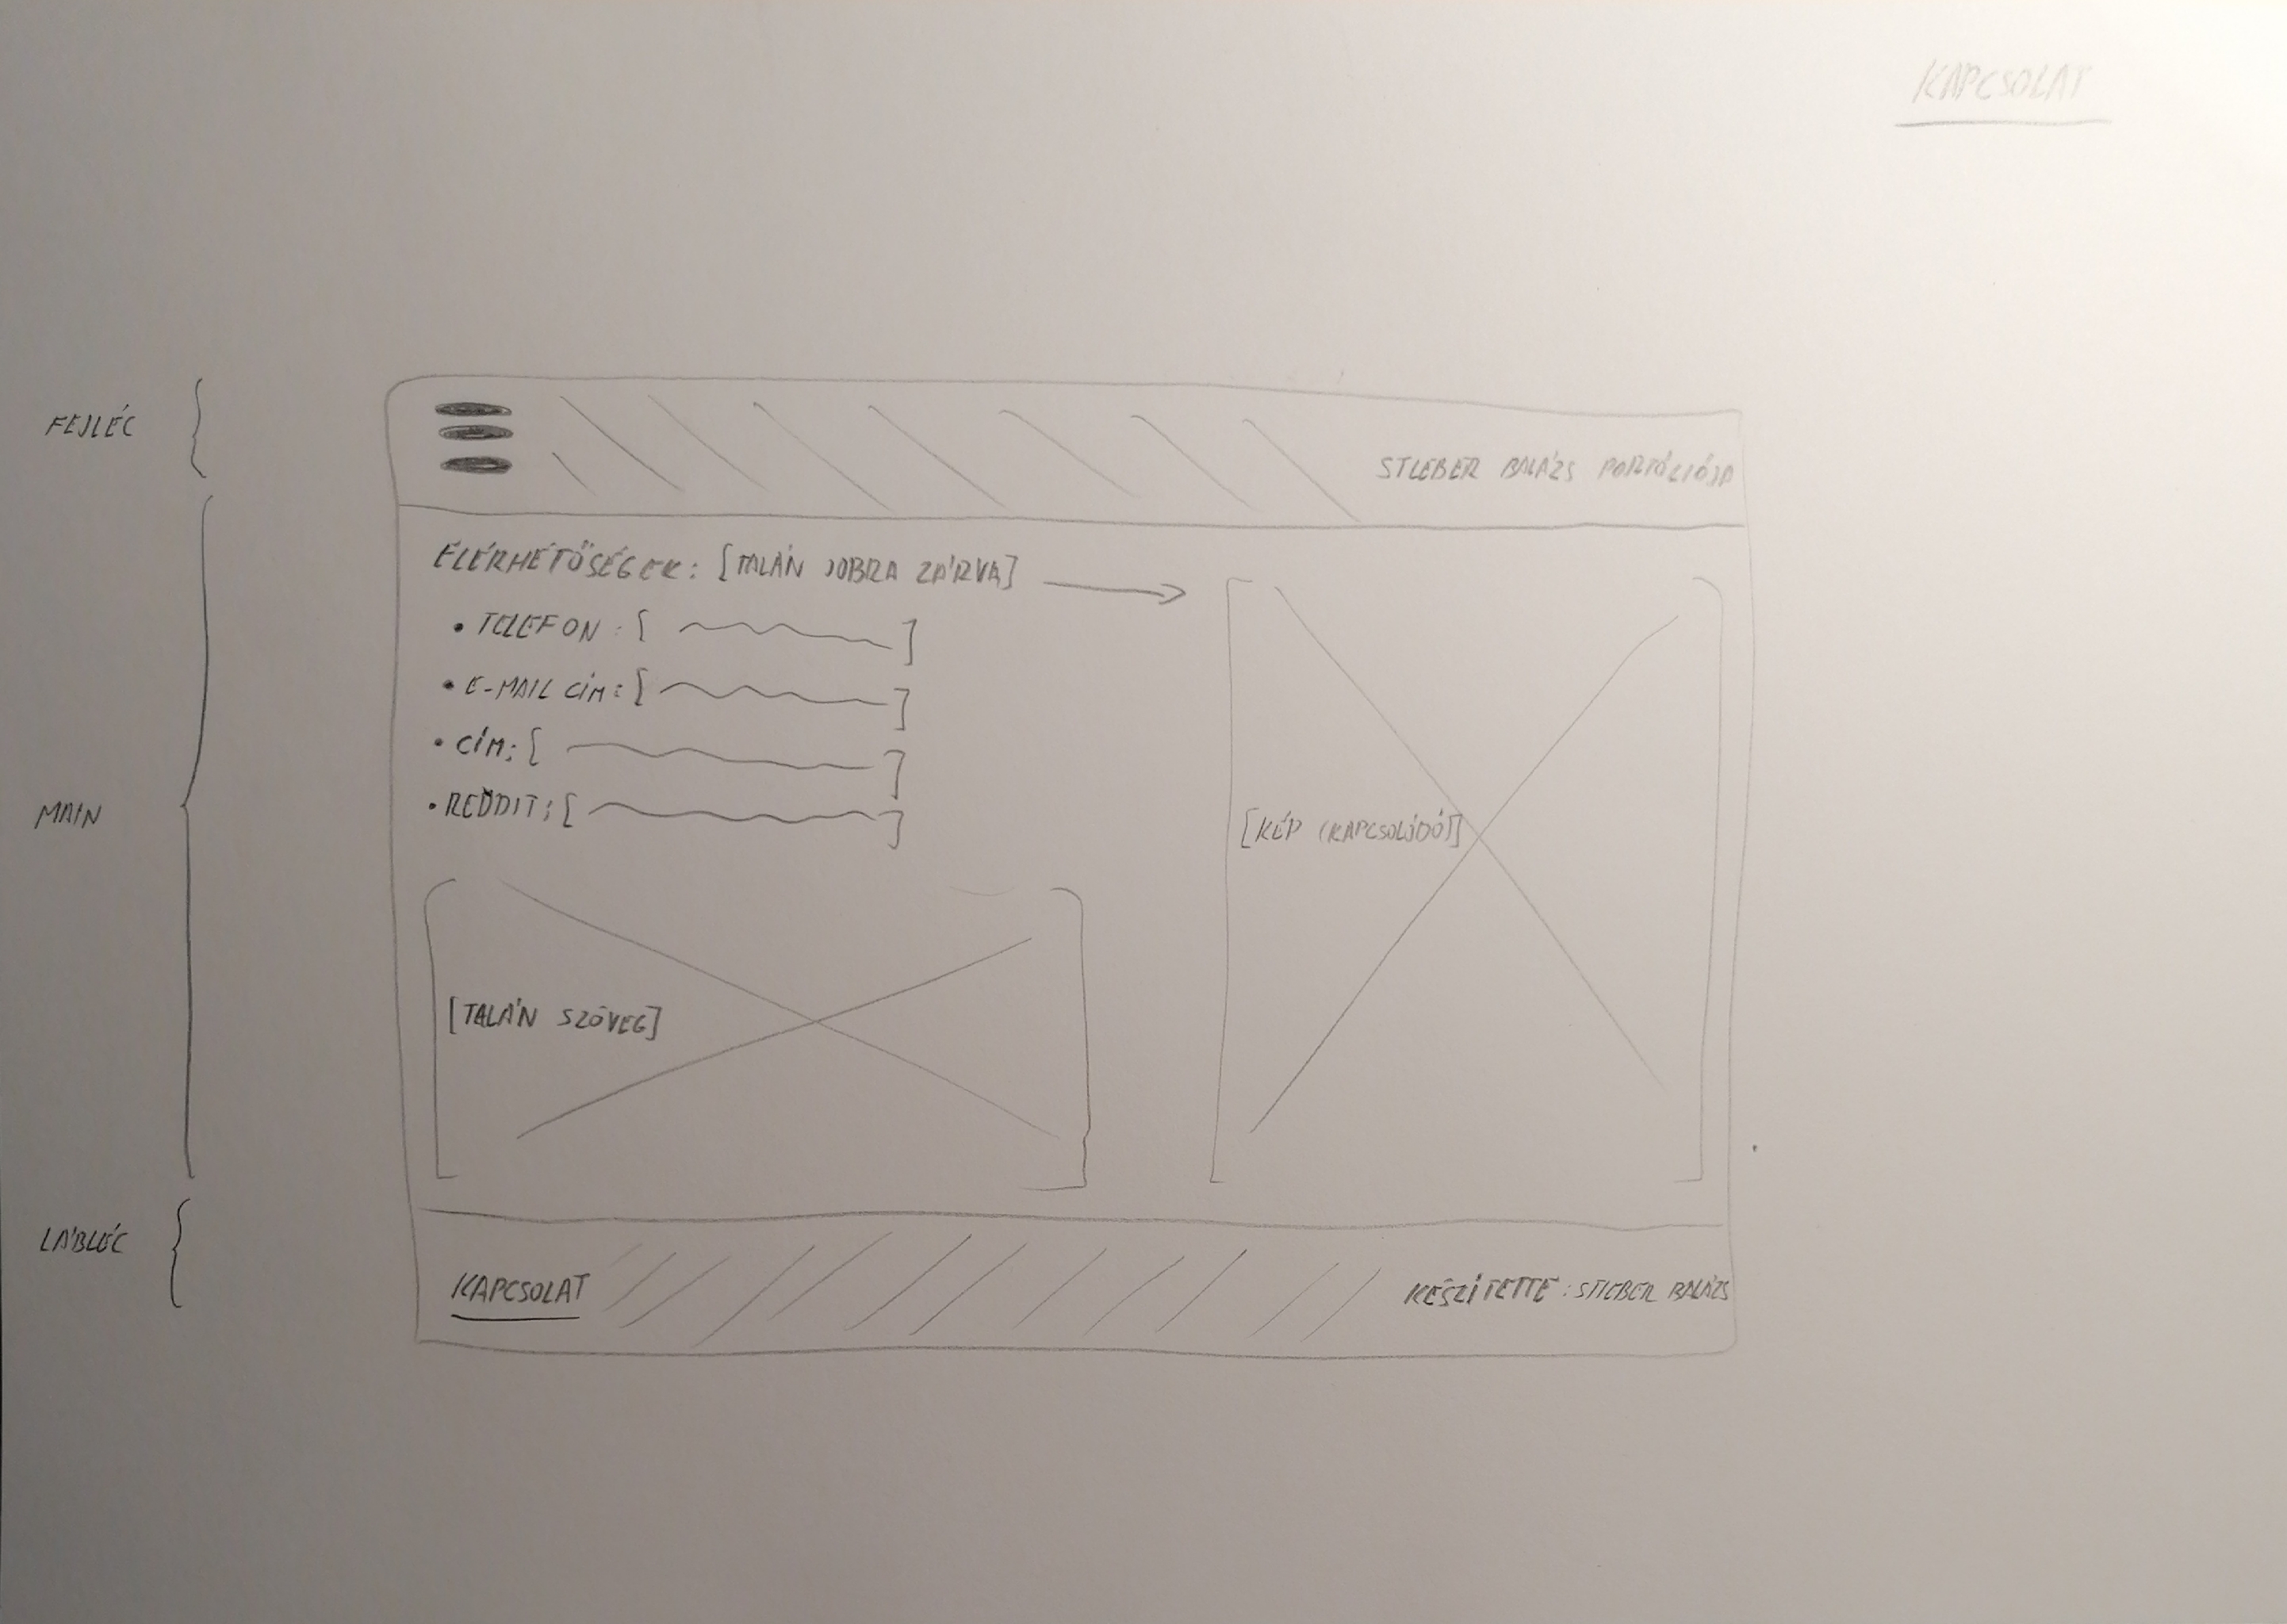 KAPCSOLAT
FEJLÉC
STIEBER BALÁZS PORTFÓLIÓJA
ELÉRHETŐSÉGEK: [TALÁN JOBRA ZÁRVA]
• TELEFON: [ ]
• E-MAIL CÍM: [ ]
• CÍM: [ ]
• REDDIT: [ ]
MAIN
[KÉP (KAPCSOLÓDÓ)]
[TALÁN SZÖVEG]
LÁBLÉC
KAPCSOLAT
KÉSZÍTETTE: STIEBER BALÁZS